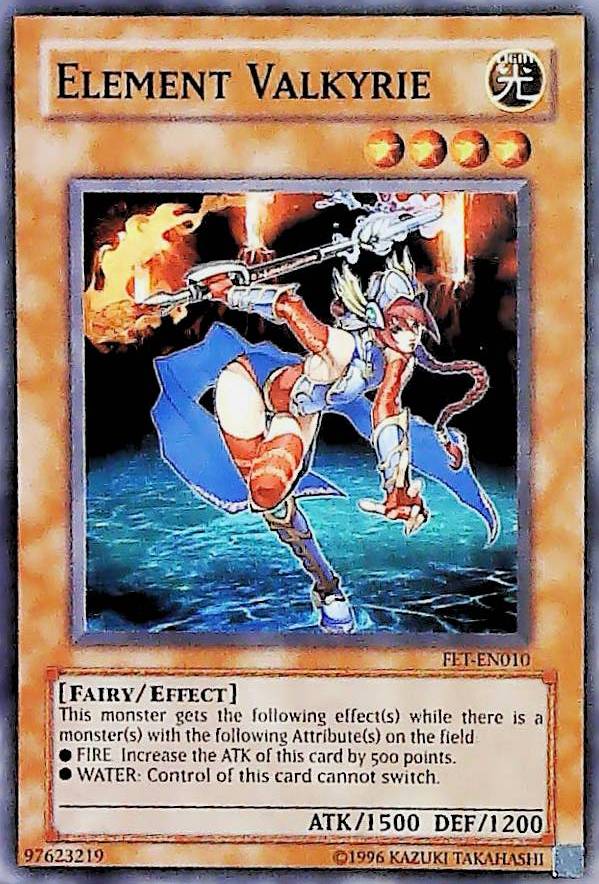 ELEMENT VALKYRIE
LIGHT
光
FET-EN010
[FAIRY/EFFECT]
This monster gets the following effect(s) while there is a
monster(s) with the following Attribute(s) on the field
● FIRE Increase the ATK of this card by 500 points.
● WATER: Control of this card cannot switch.
ATK/1500 DEF/1200
97623219
©1996 KAZUKI TAKAHASHI